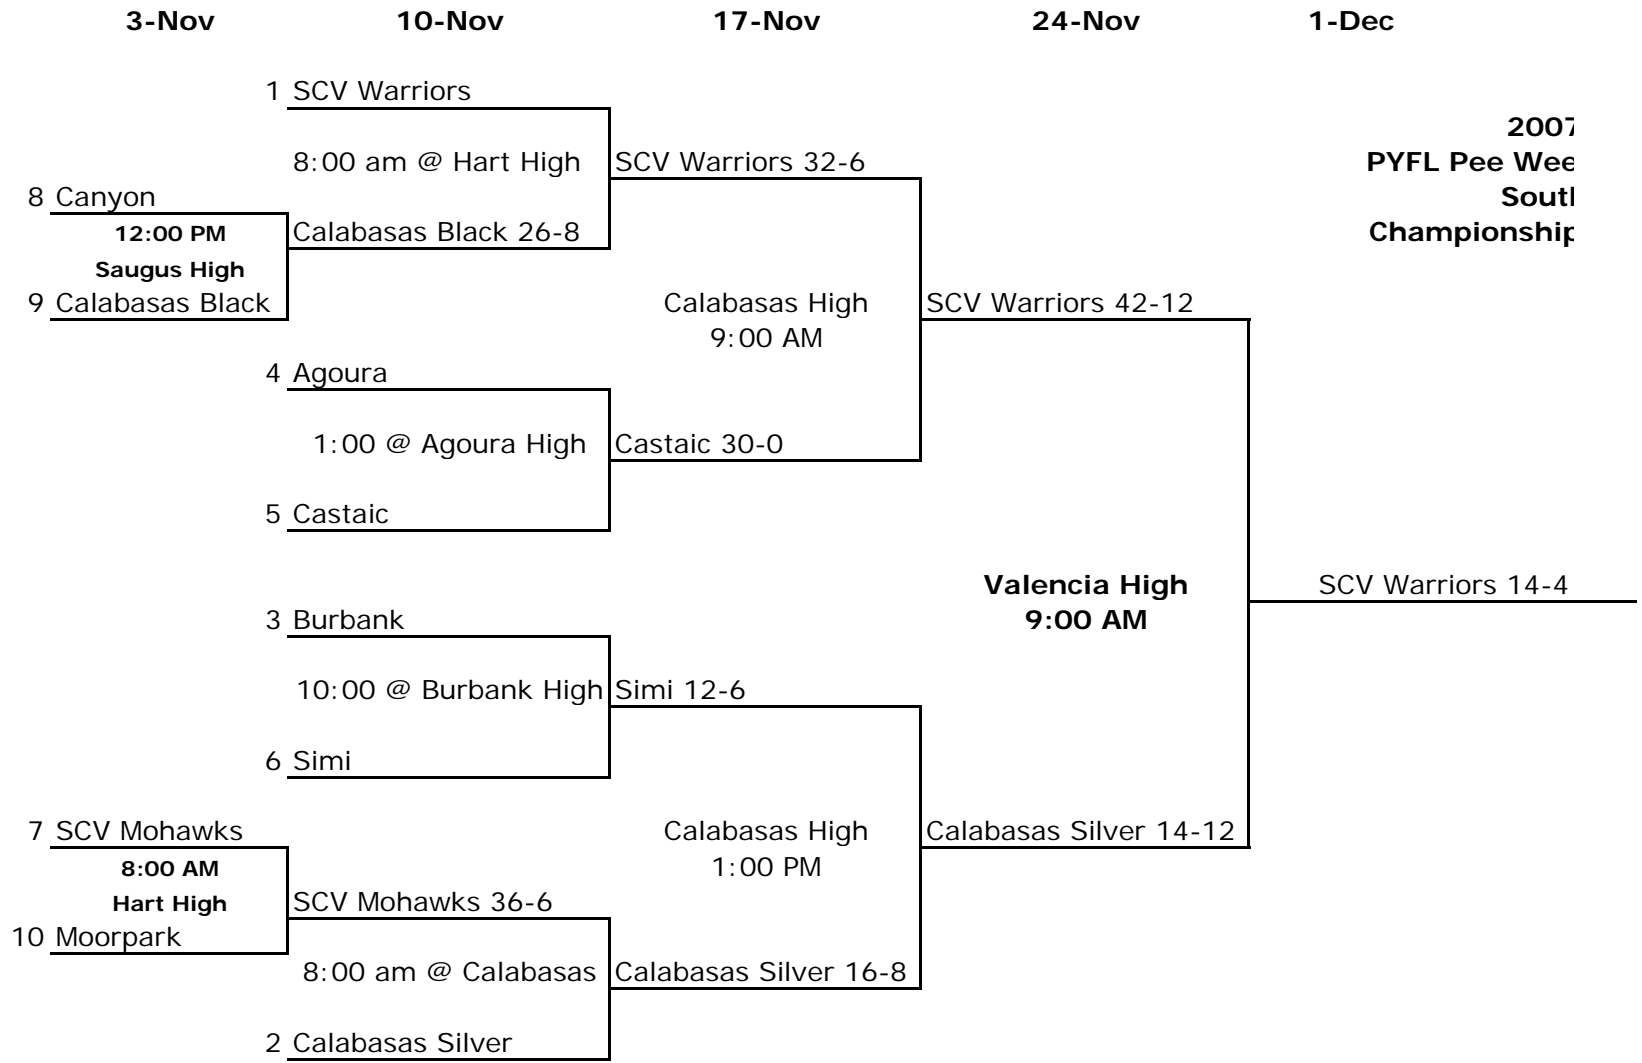 3-Nov 10-Nov 17-Nov 24-Nov 1-Dec
1 SCV Warriors
2007
8:00 am @ Hart High SCV Warriors 32-6 PYFL Pee Wee
8 Canyon
12:00 PM Calabasas Black 26-8
Saugus High
9 Calabasas Black Calabasas High SCV Warriors 42-12
9:00 AM
4 Agoura
1:00 @ Agoura High Castaic 30-0
5 Castaic
Valencia High SCV Warriors 14-4
3 Burbank 9:00 AM
10:00 @ Burbank High Simi 12-6
6 Simi
7 SCV Mohawks Calabasas High Calabasas Silver 14-12
8:00 AM 1:00 PM
Hart High SCV Mohawks 36-6
10 Moorpark
8:00 am @ Calabasas Calabasas Silver 16-8
2 Calabasas Silver